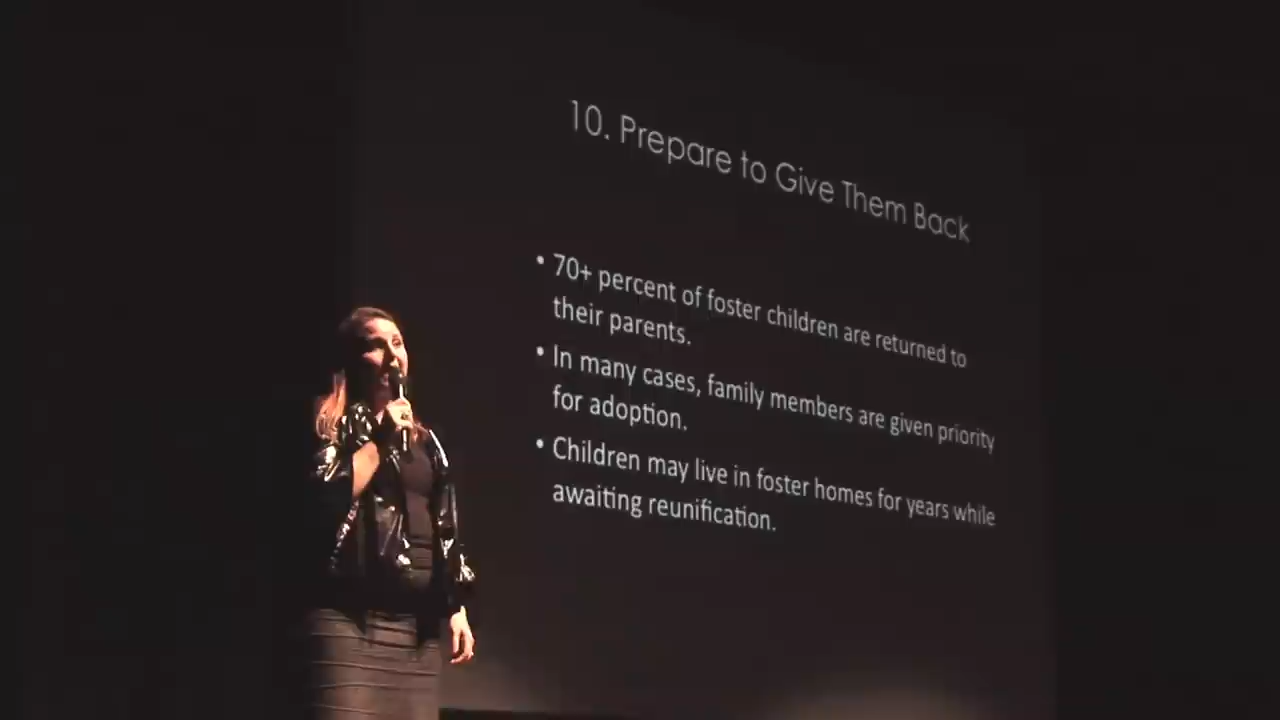 10. Prepare to Give Them Back
• 70+ percent of foster children are returned to
their parents.
• In many cases, family members are given priority
for adoption.
• Children may live in foster homes for years while
awaiting reunification.